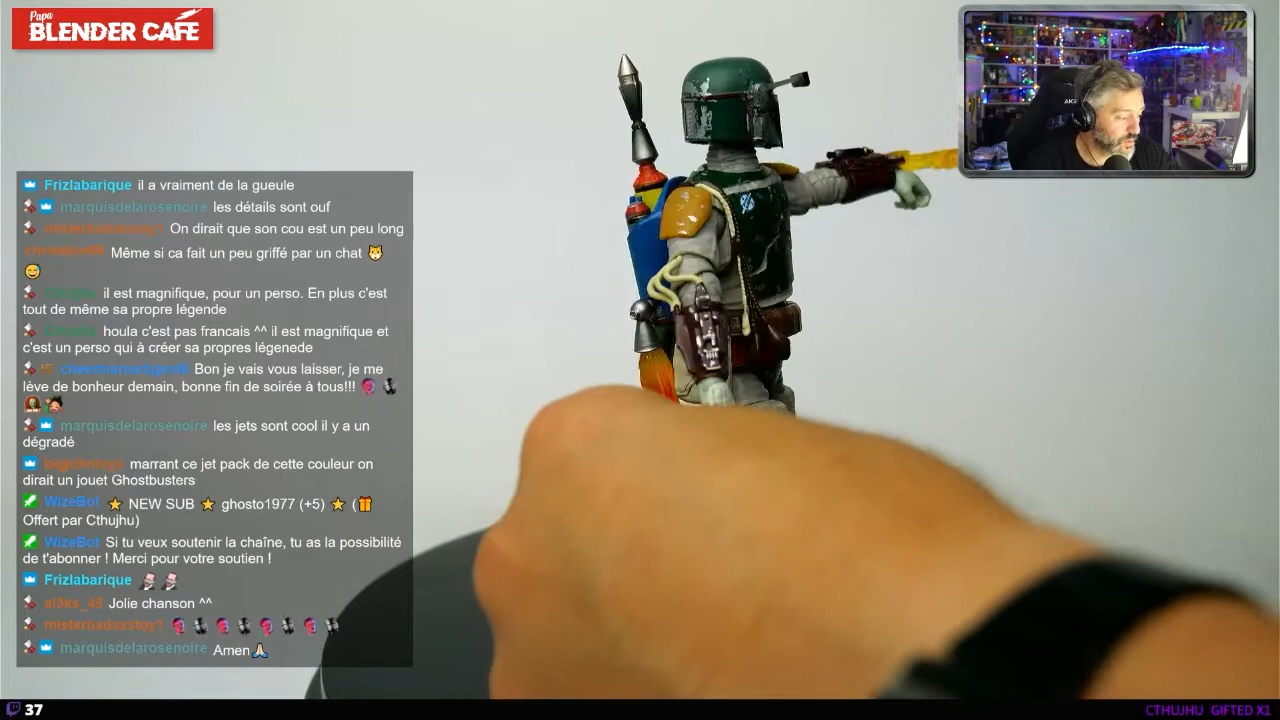 Papa
BLENDER CAFÉ
AK
Frizlabarique il a vraiment de la gueule
marquisdelarosenoire les détails sont ouf
misterbadasstoy1 On dirait que son cou est un peu long
Même si ca fait un peu griffé par un chat
Cthujhu il est magnifique, pour un perso. En plus c'est
tout de même sa propre légende
Cthujhu houla c'est pas francais ^^ il est magnifique et
c'est un perso qui à créer sa propres légenede
Bon je vais vous laisser, je me
lève de bonheur demain, bonne fin de soirée à tous!!!
marquisdelarosenoire les jets sont cool il y a un
dégradé
marrant ce jet pack de cette couleur on
dirait un jouet Ghostbusters
WizeBot NEW SUB ghosto1977 (+5) (
Offert par Cthujhu)
WizeBot Si tu veux soutenir la chaîne, tu as la possibilité
de t'abonner ! Merci pour votre soutien !
Frizlabarique
al3ks_45 Jolie chanson ^^
misterbadasstoy1
marquisdelarosenoire Amen
37
CTHUJHU GIFTED X1